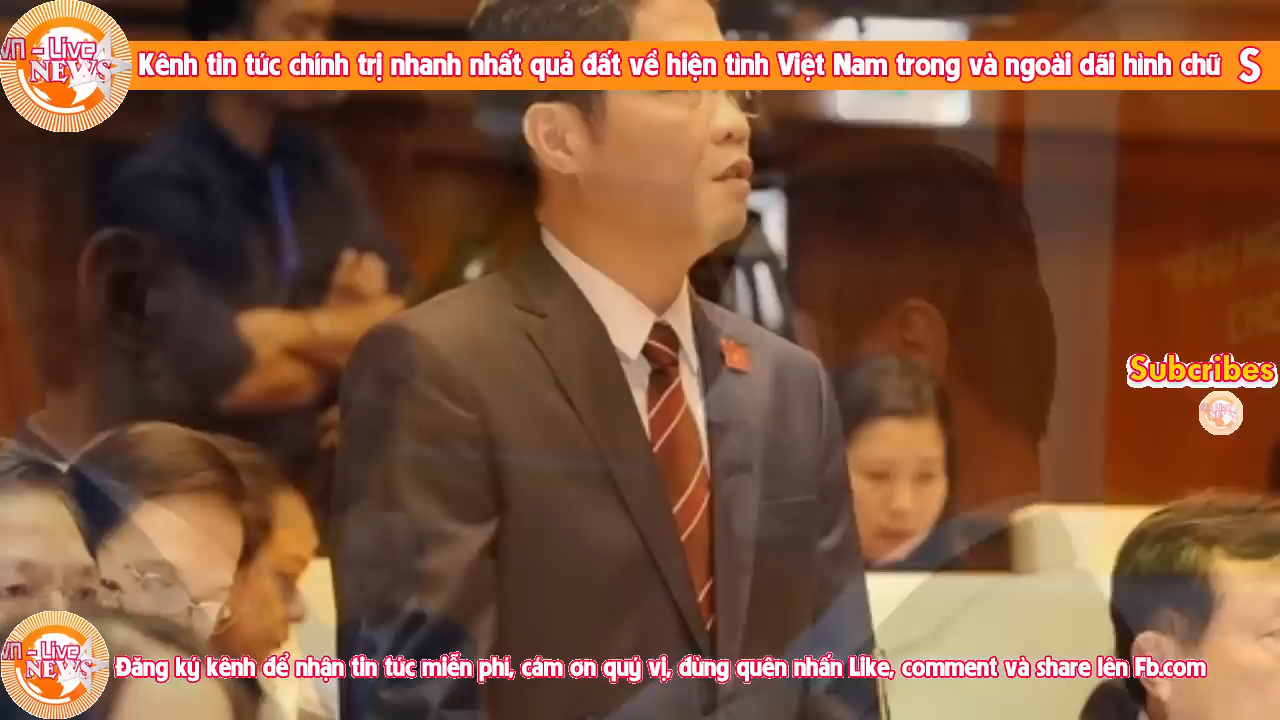 VN - Live
NEWS
Kênh tin tức chính trị nhanh nhất quả đất về hiện tình Việt Nam trong và ngoài dãi hình chữ S
Subcribes
VN - Live
NEWS
Đăng ký kênh để nhận tin tức miễn phí, cám ơn quý vị, đừng quên nhấn Like, comment và share lên Fb.com